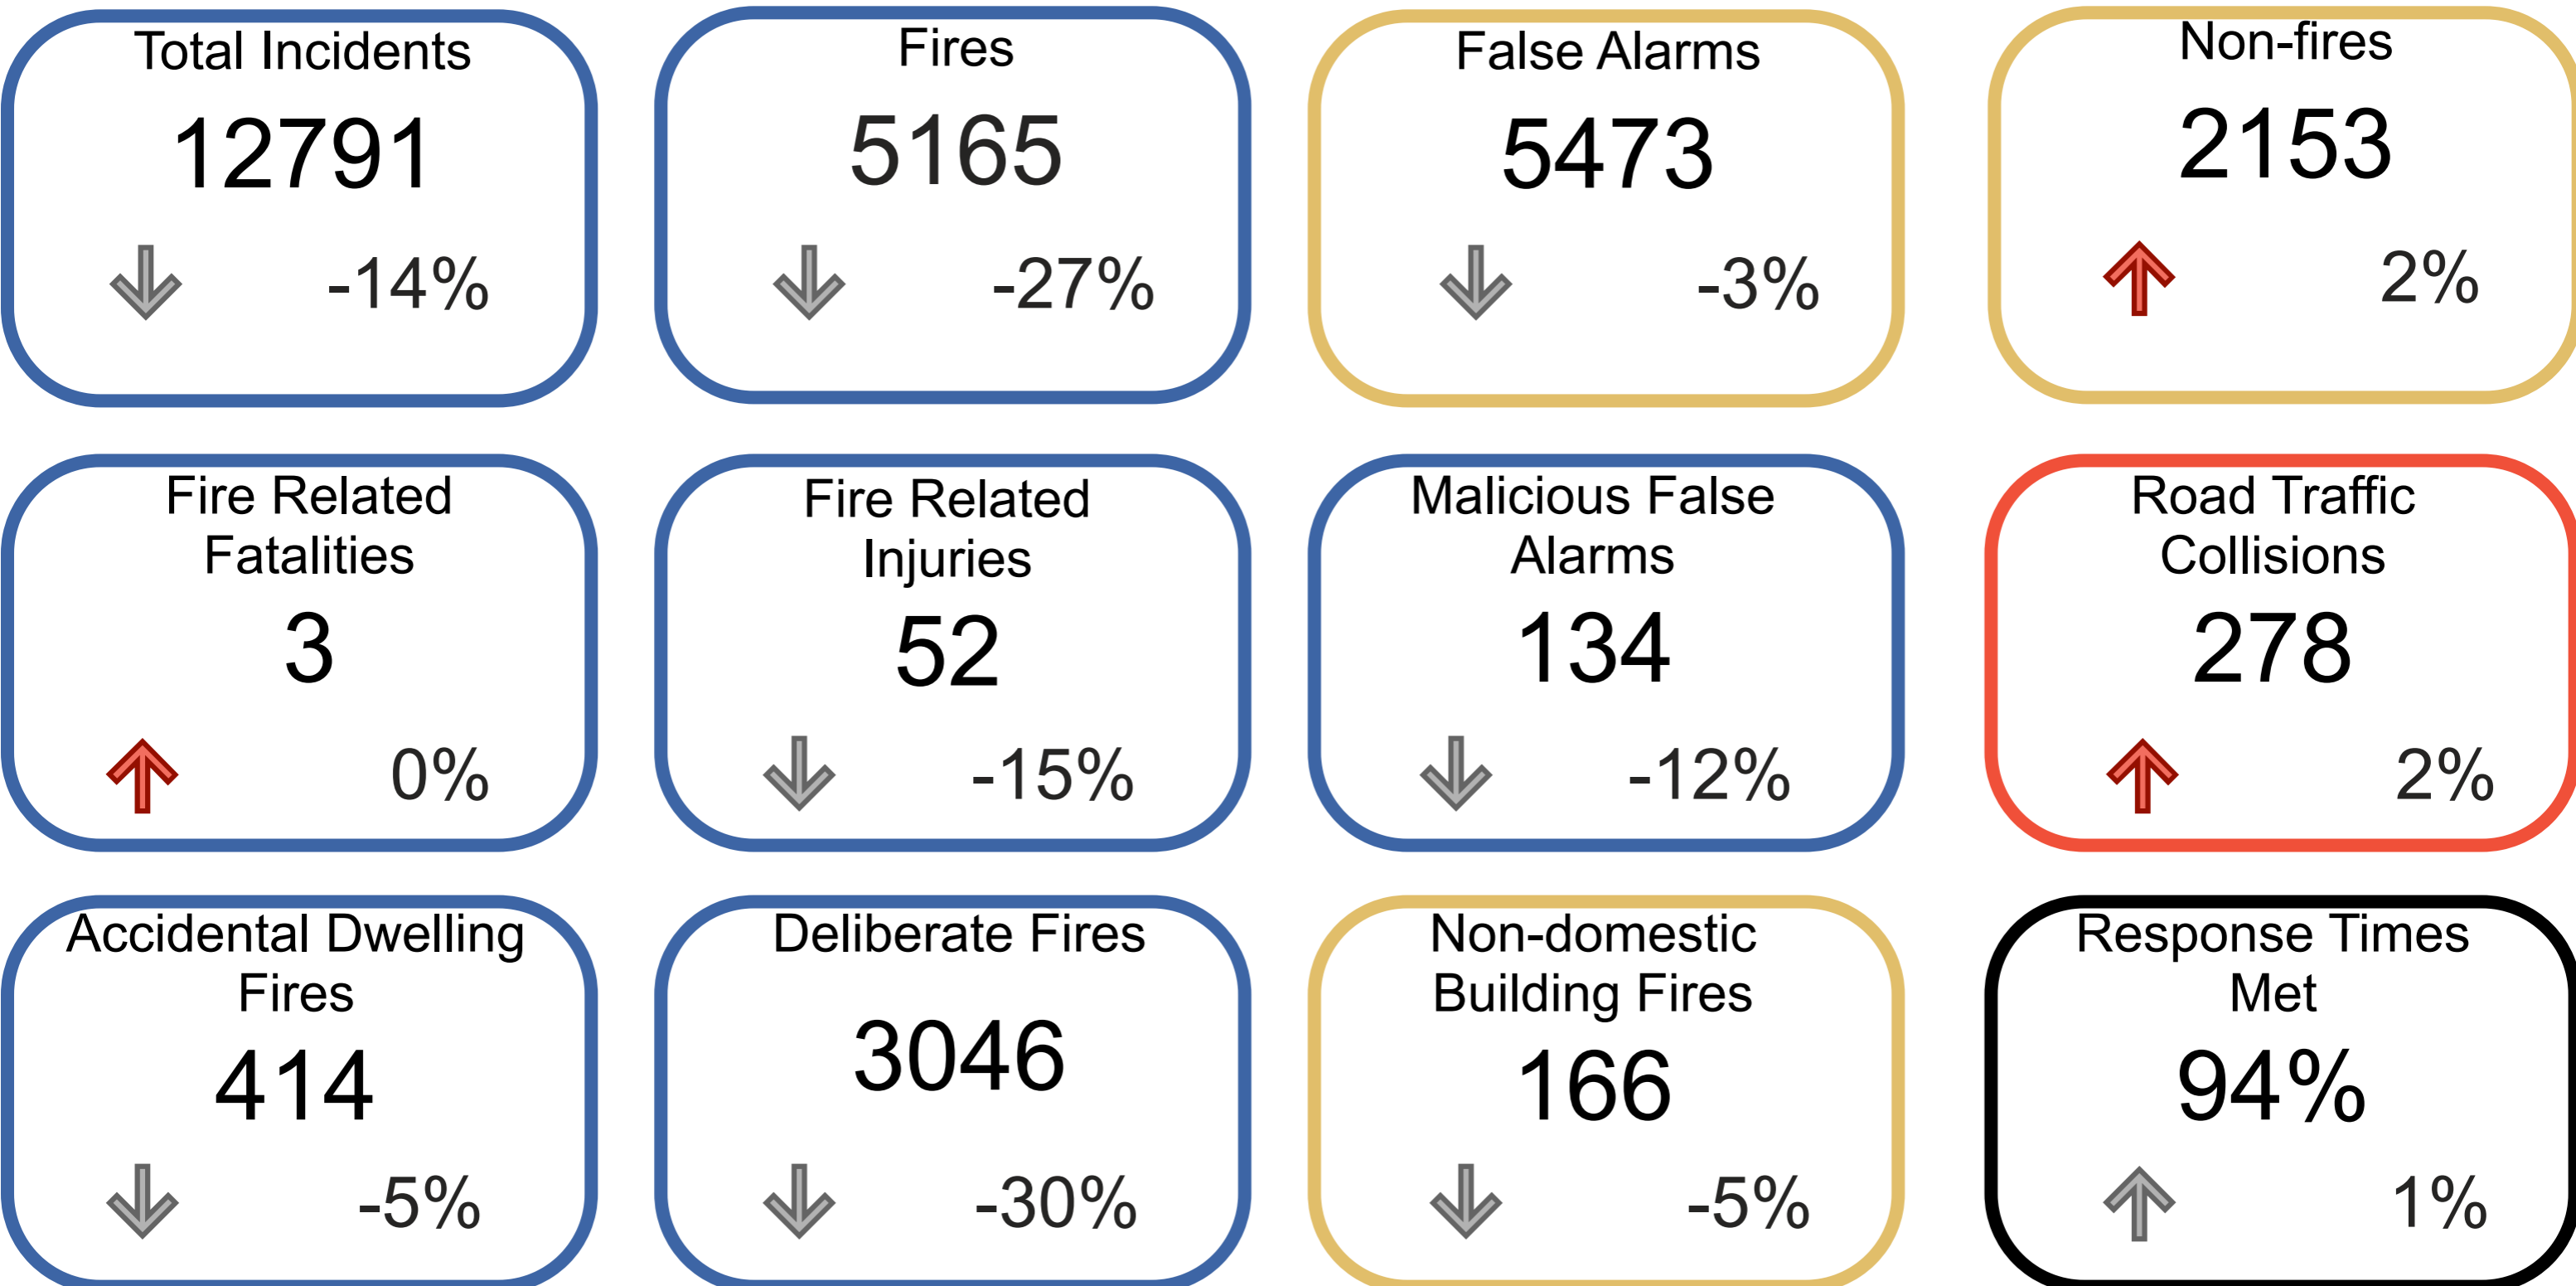 Total Incidents
12791
-14%
Fires
5165
-27%
False Alarms
5473
-3%
Non-fires
2153
2%
Fire Related
Fatalities
3
0%
Fire Related
Injuries
52
-15%
Malicious False
Alarms
134
-12%
Road Traffic
Collisions
278
2%
Accidental Dwelling
Fires
414
-5%
Deliberate Fires
3046
-30%
Non-domestic
Building Fires
166
-5%
Response Times
Met
94%
1%